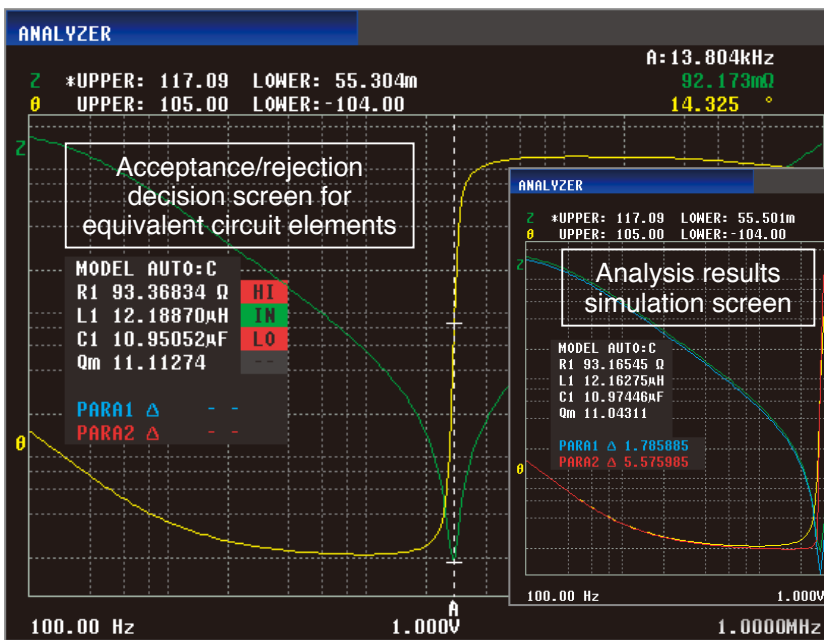 ANALYZER
A:13.804kHz
Z *UPPER: 117.09 LOWER: 55.304m 92.173mΩ
θ UPPER: 105.00 LOWER:-104.00 14.325 °
Z
Acceptance/rejection
decision screen for
equivalent circuit elements
MODEL AUTO:C
R1 93.36834 Ω HI
L1 12.18870μH IN
C1 10.95052μF LO
Qm 11.11274 --
PARA1 Δ - -
PARA2 Δ - -
θ
A
100.00 Hz 1.000V 1.0000MHz
ANALYZER
Z *UPPER: 117.09 LOWER: 55.501m
θ UPPER: 105.00 LOWER:-104.00
Z
Analysis results
simulation screen
MODEL AUTO:C
R1 93.16545 Ω
L1 12.16275μH
C1 10.97446μF
Qm 11.04311
PARA1 Δ 1.785885
PARA2 Δ 5.575985
θ
100.00 Hz 1.000V